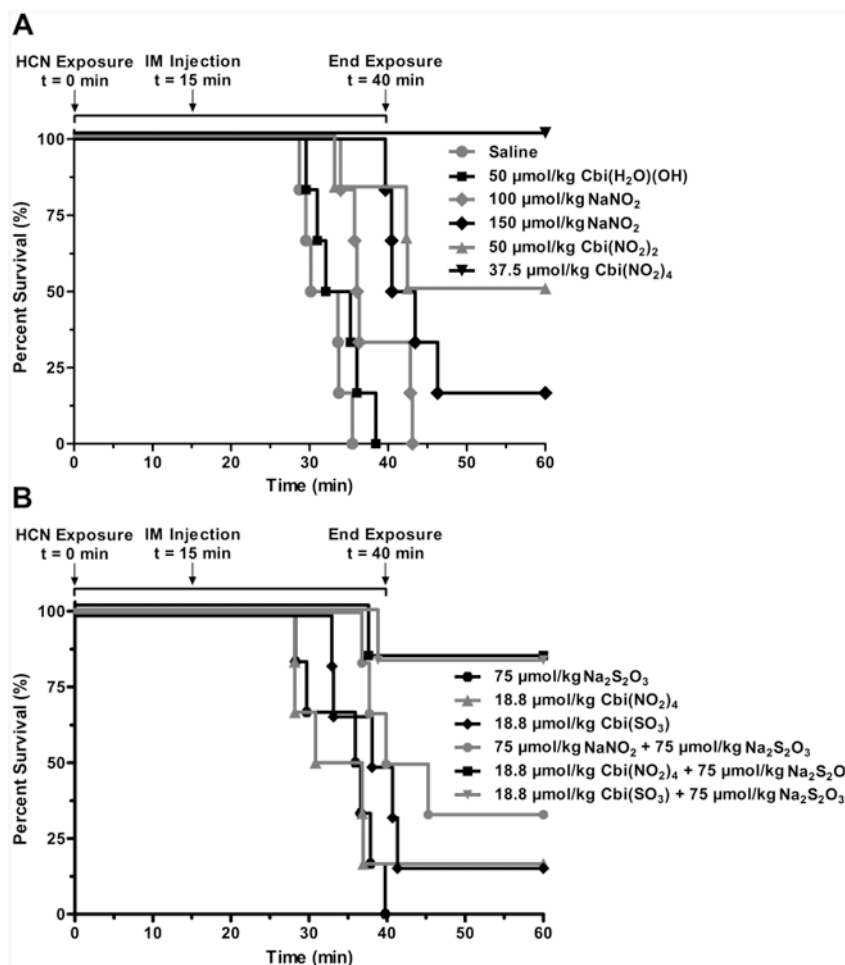 A
HCN Exposure IM Injection End Exposure
t = 0 min t = 15 min t = 40 min
100
75
50
25
0
Percent Survival (%)
Saline
50 µmol/kg Cbi(H₂O)(OH)
100 µmol/kg NaNO₂
150 µmol/kg NaNO₂
50 µmol/kg Cbi(NO₂)₂
37.5 µmol/kg Cbi(NO₂)₄
0 10 20 30 40 50 60
Time (min)
B
HCN Exposure IM Injection End Exposure
t = 0 min t = 15 min t = 40 min
100
75
50
25
0
Percent Survival (%)
75 µmol/kg Na₂S₂O₃
18.8 µmol/kg Cbi(NO₂)₄
18.8 µmol/kg Cbi(SO₃)
75 µmol/kg NaNO₂ + 75 µmol/kg Na₂S₂O₃
18.8 µmol/kg Cbi(NO₂)₄ + 75 µmol/kg Na₂S₂O
18.8 µmol/kg Cbi(SO₃) + 75 µmol/kg Na₂S₂O₃
0 10 20 30 40 50 60
Time (min)